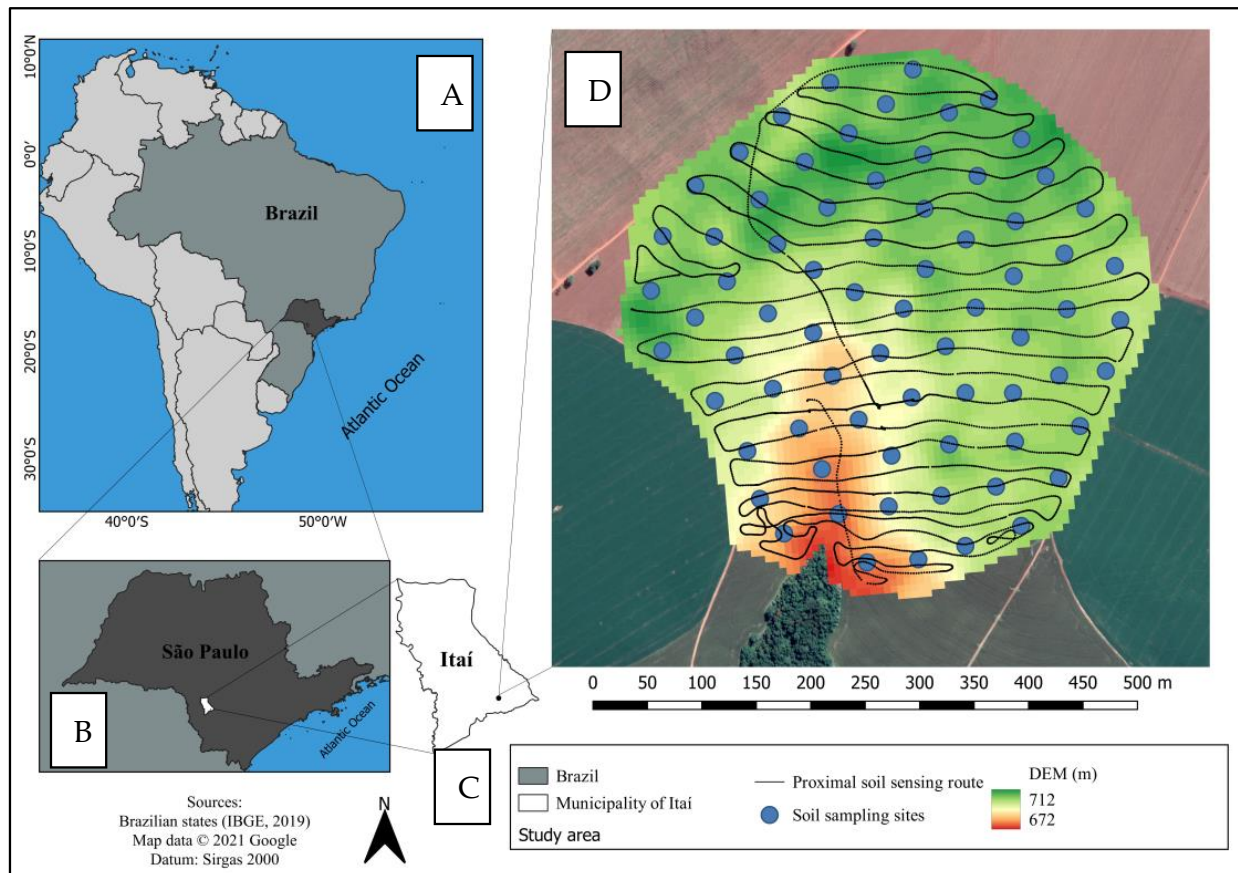 A
10°0'N
0°0'
10°0'S
20°0'S
30°0'S
Brazil
Atlantic Ocean
40°0'S
50°0'W
D
São Paulo
B
Atlantic Ocean
Itaí
C
0 50 100 150 200 250 300 350 400 450 500 m
Brazil
Municipality of Itaí
Study area
Proximal soil sensing route
Soil sampling sites
DEM (m)
712
672
Sources:
Brazilian states (IBGE, 2019)
Map data © 2021 Google
Datum: Sirgas 2000
N